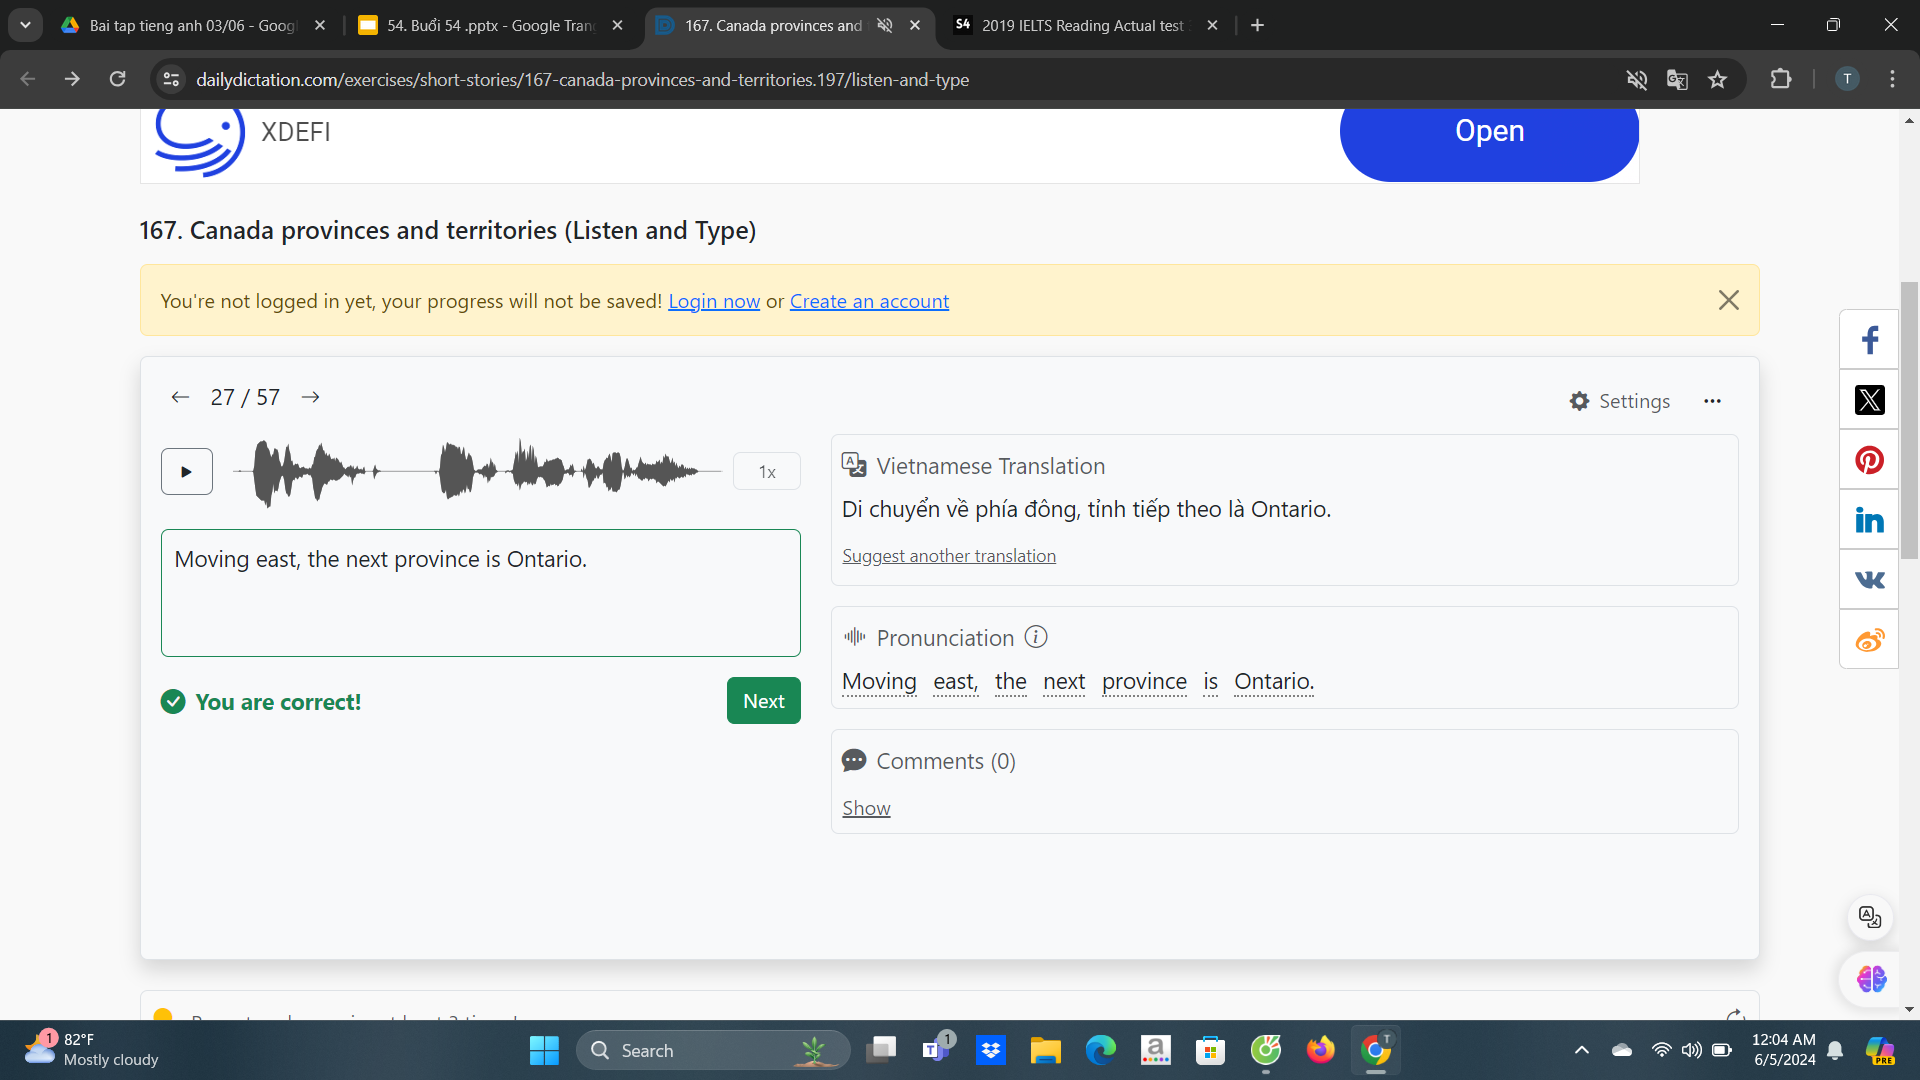 Bai tap tieng anh 03/06 - Googl
54. Buổi 54 .pptx - Google Tran
167. Canada provinces and
S4
2019 IELTS Reading Actual test
dailydictation.com/exercises/short-stories/167-canada-provinces-and-territories.197/listen-and-type
T
XDEFI
Open
167. Canada provinces and territories (Listen and Type)
You're not logged in yet, your progress will not be saved! Login now or Create an account
27 / 57
Settings
1x
Vietnamese Translation
Di chuyển về phía đông, tỉnh tiếp theo là Ontario.
Suggest another translation
Moving east, the next province is Ontario.
You are correct!
Next
Pronunciation
Moving east, the next province is Ontario.
Comments (0)
Show
1
82°F
Mostly cloudy
Search
1
12:04 AM
6/5/2024
PRE